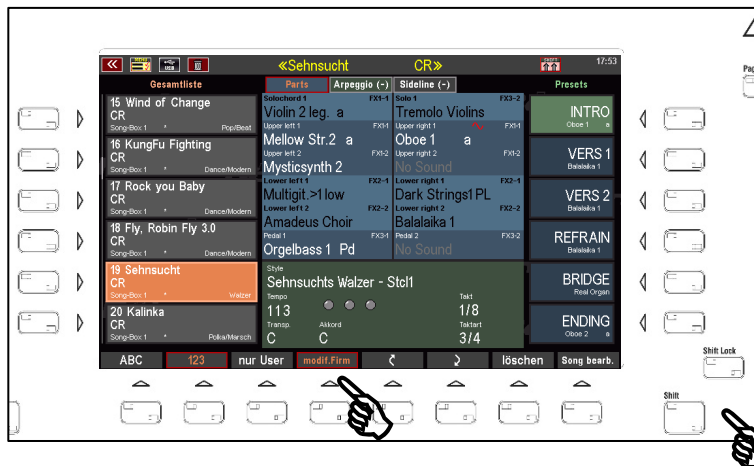 MENU
USB
«Sehnsucht CR»
SHIFT
17:53
Gesamtliste
Parts Arpeggio (-) Sideline (-)
Presets
15 Wind of Change
CR
Song-Box 1 * Pop/Beat
16 KungFu Fighting
CR
Song-Box 1 * Dance/Modern
17 Rock you Baby
CR
Song-Box 1 * Dance/Modern
18 Fly, Robin Fly 3.0
CR
Song-Box 1 * Dance/Modern
19 Sehnsucht
CR
Song-Box 1 * Walzer
20 Kalinka
CR
Song-Box 1 * Polka/Marsch
Solochord 1 FX1-1
Violin 2 leg. a
Solo 1 FX3-2
Tremolo Violins
Upper left 1 FX1-1
Mellow Str.2 a
Upper right 1 FX1-1
Oboe 1 a
Upper left 2 FX1-2
Mysticsynth 2
Upper right 2 FX1-2
No Sound
Lower left 1 FX2-1
Multigit.>1low
Lower right 1 FX2-1
Dark Strings1PL
Lower left 2 FX2-2
Amadeus Choir
Lower right 2 FX2-2
Balalaika 1
Pedal 1 FX3-1
Orgelbass 1 Pd
Pedal 2 FX3-2
No Sound
Style
Sehnsuchts Walzer - Stcl1
Tempo Takt
113 1/8
Transp. Akkord Taktart
C C 3/4
INTRO
Oboe 1 a
VERS 1
Balalaika 1
VERS 2
Balalaika 1
REFRAIN
Balalaika 1
BRIDGE
Real Organ
ENDING
Oboe 2 a
ABC 123 nur User modif.Firm löschen Song bearb.
Shift Lock
Shift